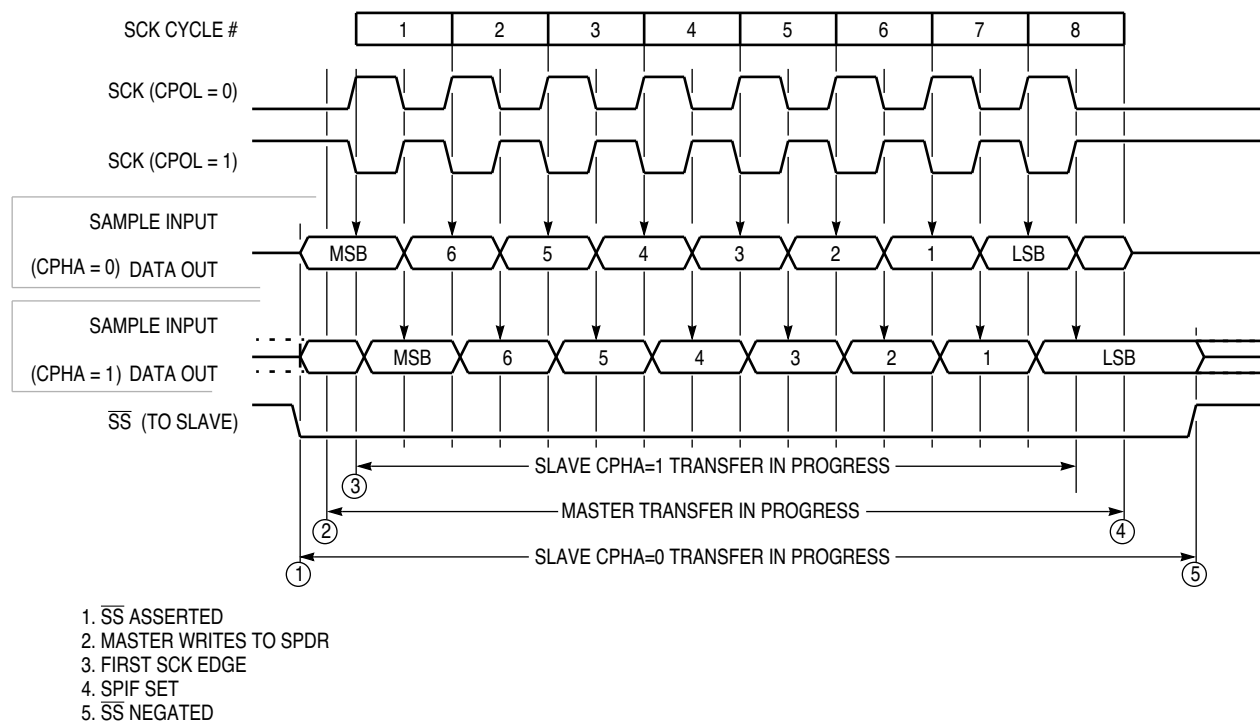 SCK CYCLE #
1 2 3 4 5 6 7 8
SCK (CPOL = 0)
SCK (CPOL = 1)
SAMPLE INPUT
(CPHA = 0) DATA OUT
MSB 6 5 4 3 2 1 LSB
SAMPLE INPUT
(CPHA = 1) DATA OUT
MSB 6 5 4 3 2 1 LSB
S̅S̅ (TO SLAVE)
SLAVE CPHA=1 TRANSFER IN PROGRESS
3
MASTER TRANSFER IN PROGRESS
2 4
SLAVE CPHA=0 TRANSFER IN PROGRESS
1 5
1. S̅S̅ ASSERTED
2. MASTER WRITES TO SPDR
3. FIRST SCK EDGE
4. SPIF SET
5. S̅S̅ NEGATED